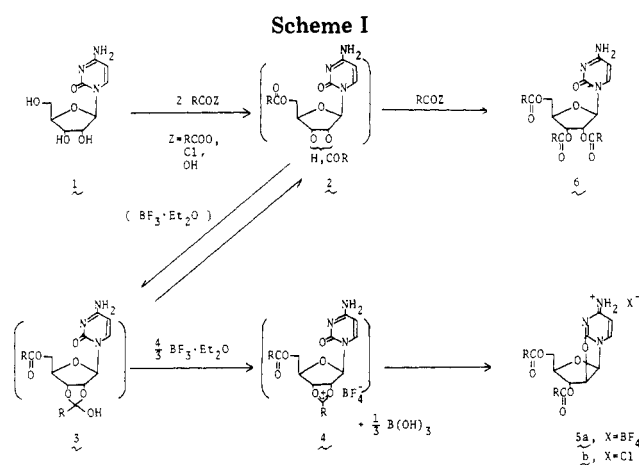 Scheme I
NH2
N
O
N
RCO
O
HO
HO OH
1
2 RCOZ
Z=RCOO,
Cl,
OH
NH2
N
O
N
RCO
O
O
O O
H,COR
2
RCOZ
NH2
N
O
N
RCO
O
O
O O
CR CR
O O
6
( BF3·Et2O )
NH2
N
O
N
RCO
O
O
O O
R OH
3
4/3 BF3·Et2O
NH2
N
O
N
RCO
O
O
O O
+
R
BF4-
4
+ 1/3 B(OH)3
+
NH2 X-
N
O
N
RCO
O
O
RCO
O
5a, X=BF4
b, X=Cl